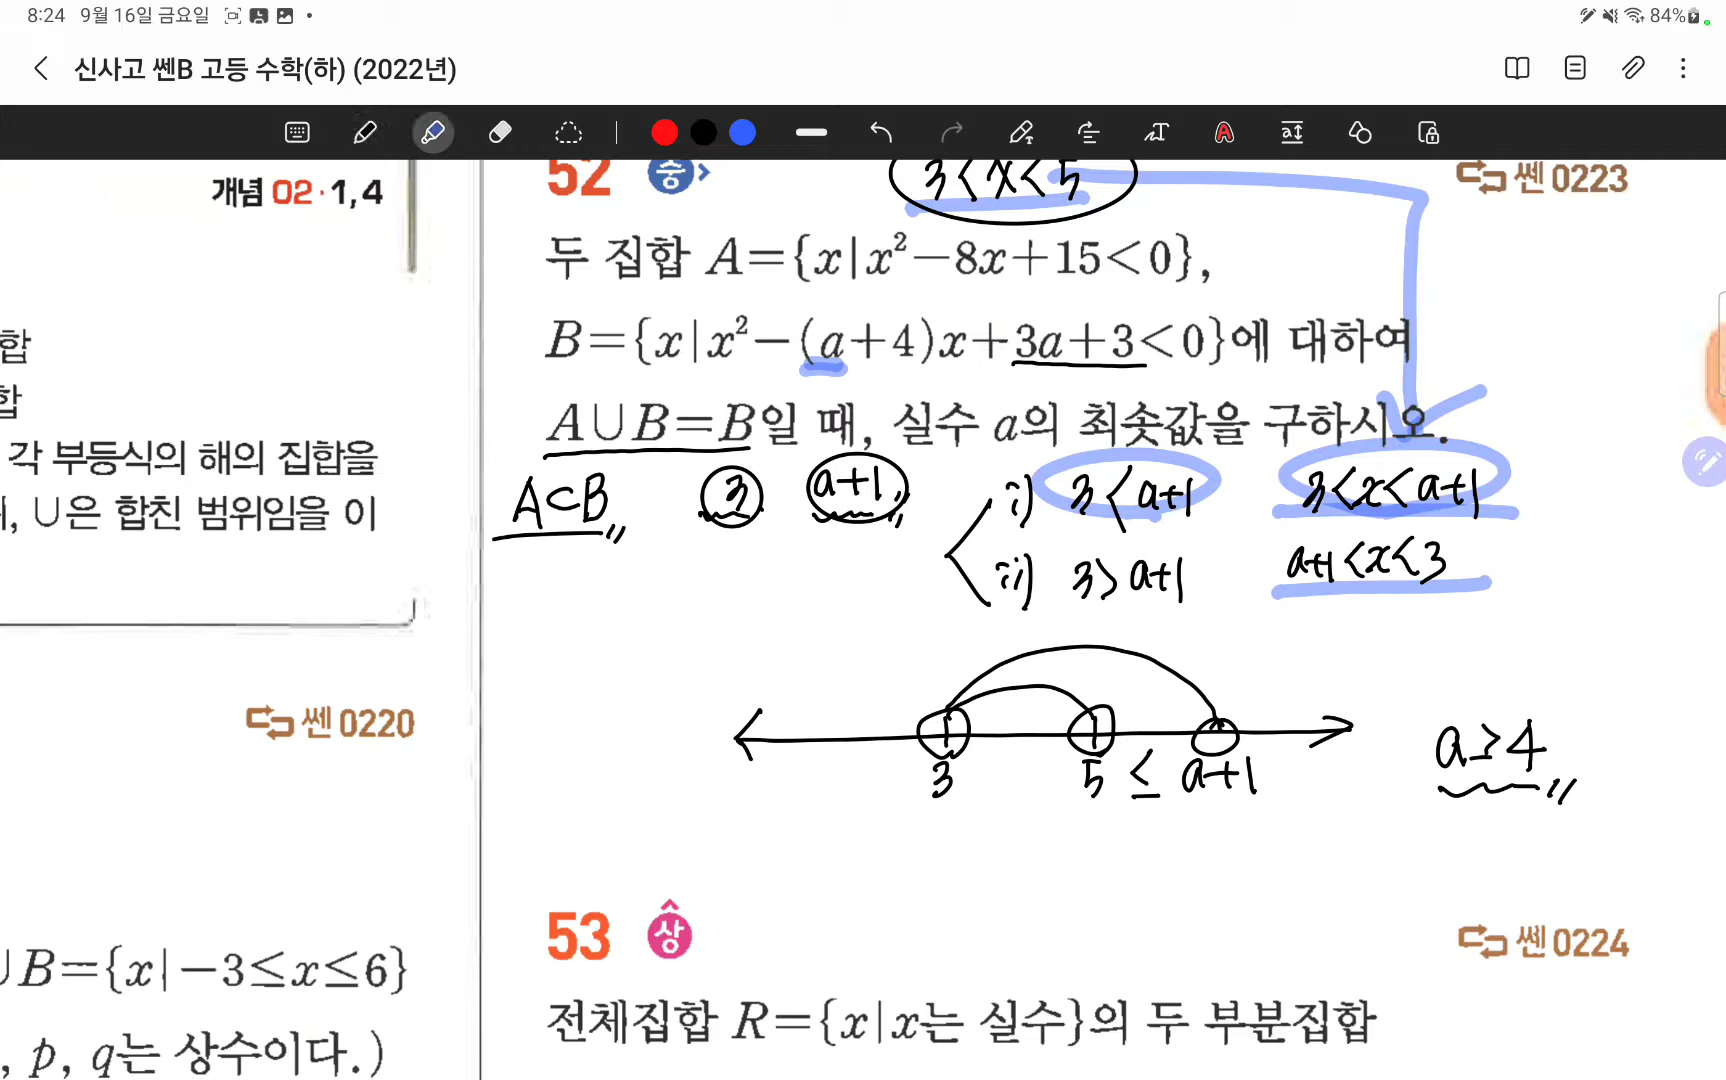 8:24 9월 16일 금요일
84%
신사고 쎈B 고등 수학(하) (2022년)
개념 02·1, 4
합
합
각 부등식의 해의 집합을
, ∪은 합친 범위임을 이
쎈 0220
∪B={x|−3≤x≤6}
, p, q는 상수이다.)
52 중
3<x<5
쎈 0223
두 집합 A={x|x²−8x+15<0},
B={x|x²−(a+4)x+3a+3<0}에 대하여
A∪B=B일 때, 실수 a의 최솟값을 구하시오.
A⊂B 3 a+1 i) 3<a+1 3<x<a+1
ii) 3>a+1 a+1<x<3
3 5 ≤ a+1
a≥4
53 상
쎈 0224
전체집합 R={x|x는 실수}의 두 부분집합